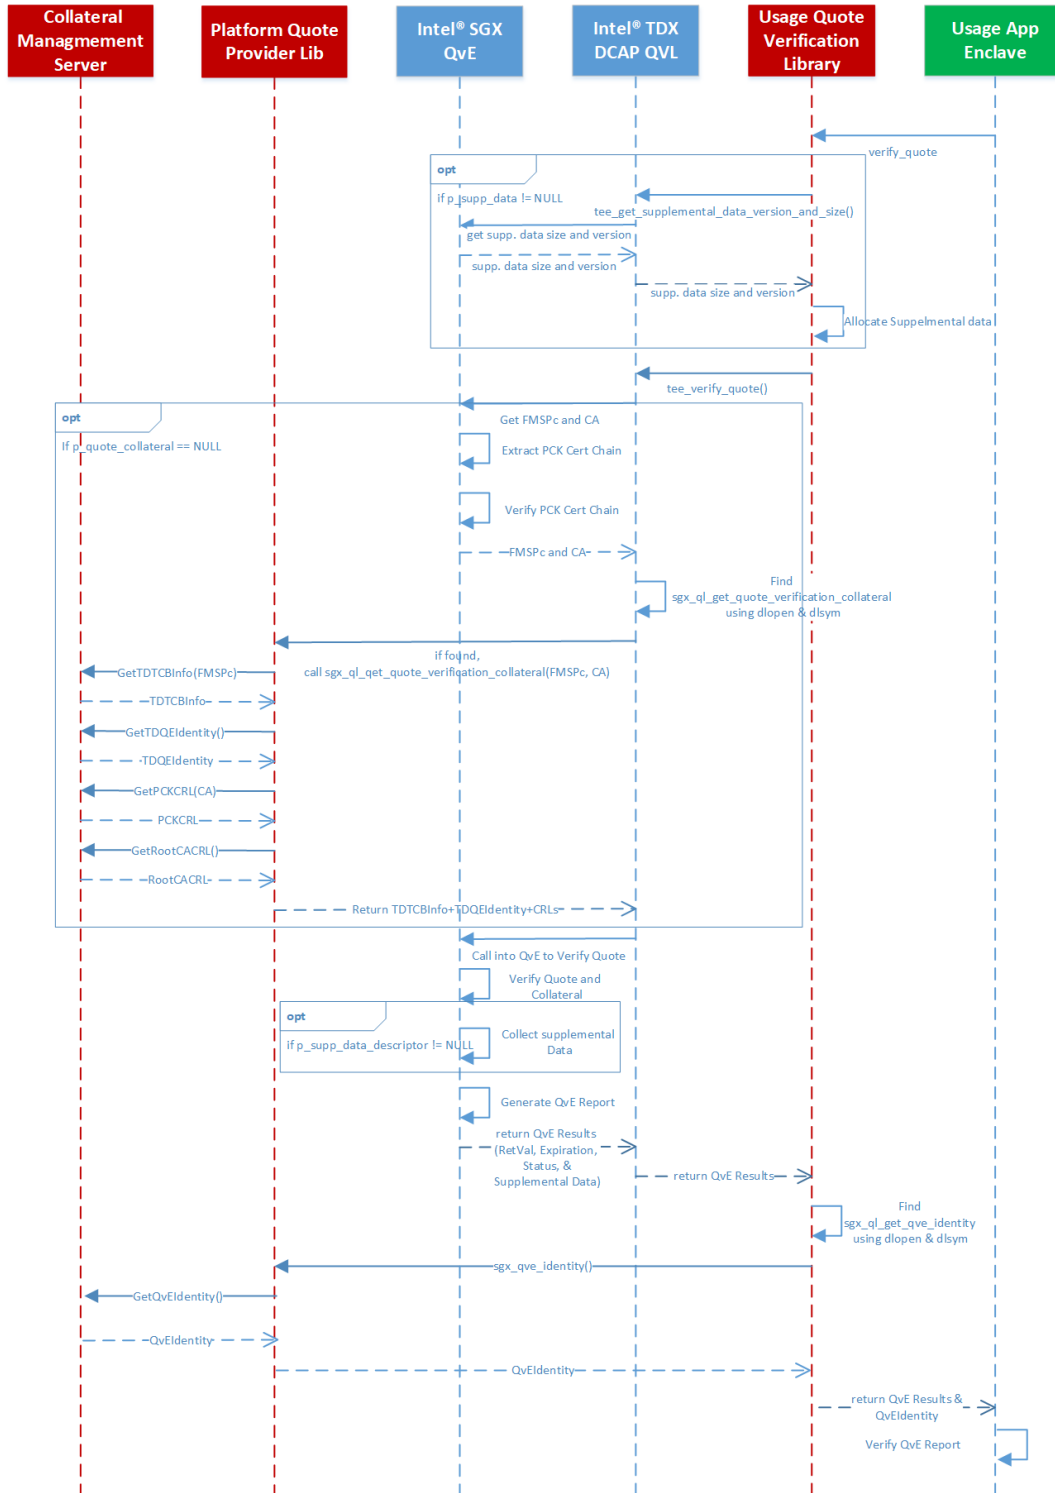 Collateral
Managmement
Server
Platform Quote
Provider Lib
Intel® SGX
QvE
Intel® TDX
DCAP QVL
Usage Quote
Verification
Library
Usage App
Enclave
verify_quote
opt
if p_supp_data != NULL
tee_get_supplemental_data_version_and_size()
get supp. data size and version
supp. data size and version
supp. data size and version
Allocate Suppelmental data
tee_verify_quote()
opt
If p_quote_collateral == NULL
Get FMSPc and CA
Extract PCK Cert Chain
Verify PCK Cert Chain
FMSPc and CA
Find
sgx_ql_get_quote_verification_collateral
using dlopen & dlsym
if found,
call sgx_ql_qet_quote_verification_collateral(FMSPc, CA)
GetTDTCBInfo(FMSPc)
TDTCBInfo
GetTDQEIdentity()
TDQEIdentity
GetPCKCRL(CA)
PCKCRL
GetRootCACRL()
RootCACRL
Return TDTCBInfo+TDQEIdentity+CRLs
Call into QvE to Verify Quote
Verify Quote and
Collateral
opt
if p_supp_data_descriptor != NULL
Collect supplemental
Data
Generate QvE Report
return QvE Results
(RetVal, Expiration,
Status, &
Supplemental Data)
return QvE Results
Find
sgx_ql_get_qve_identity
using dlopen & dlsym
sgx_qve_identity()
GetQvEIdentity()
QvEIdentity
QvEIdentity
return QvE Results &
QvEIdentity
Verify QvE Report